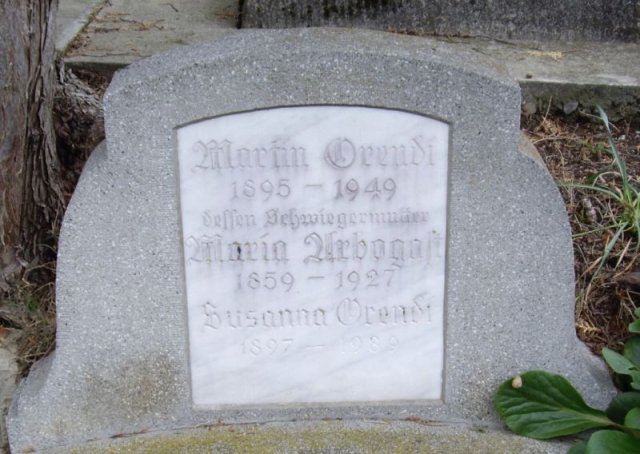 Martin Orendi
1895 – 1949
dessen Schwiegermutter
Maria Arbogast
1859 – 1927
Susanna Orendi
1897 – 1989